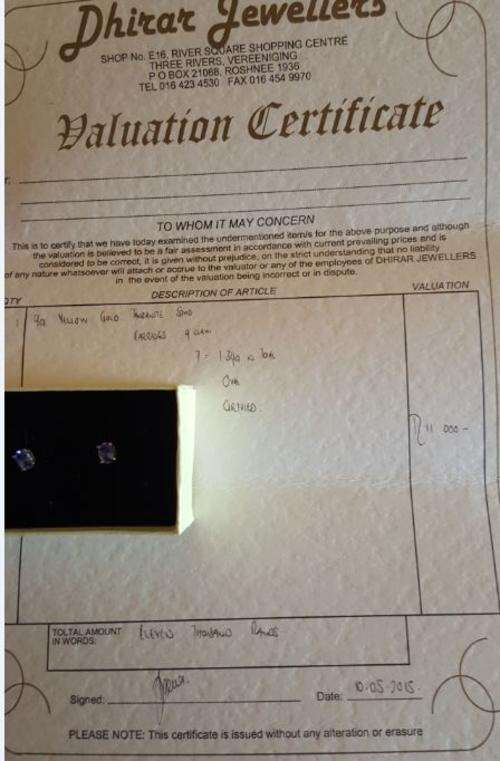 Dhirar Jewellers
SHOP No. E16, RIVER SQUARE SHOPPING CENTRE
THREE RIVERS, VEREENIGING
P O BOX 21068, ROSHNEE 1936
TEL 016 423 4530 FAX 016 454 9970
Valuation Certificate
TO WHOM IT MAY CONCERN
This is to certify that we have today examined the undermentioned item/s for the above purpose and although
the valuation is believed to be a fair assessment in accordance with current prevailing prices and is
considered to be correct, it is given without prejudice, on the strict understanding that no liability
of any nature whatsoever will attach or accrue to the valuator or any of the employees of DHIRAR JEWELLERS
in the event of the valuation being incorrect or in dispute.
QTY DESCRIPTION OF ARTICLE VALUATION
1 Yellow Gold Tanzanite Stud
Earrings 4 claw
Oval
Certified.
R 11 000-
TOLTAL AMOUNT
IN WORDS: Eleven Thousand Rands
Signed: Date: 10.05.2015.
PLEASE NOTE: This certificate is issued without any alteration or erasure